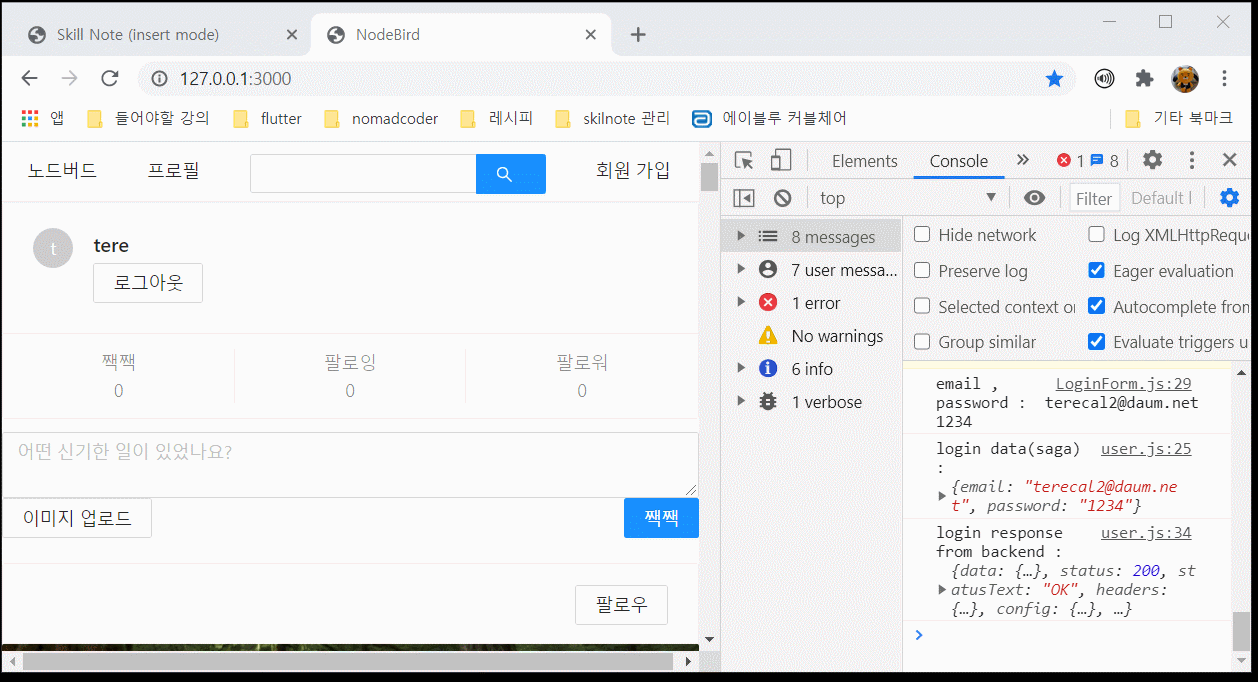 Skill Note (insert mode)
NodeBird
127.0.0.1:3000
앱
들어야할 강의
flutter
nomadcoder
레시피
skilnote 관리
에이블루 커블체어
기타 북마크
노드버드
프로필
회원 가입
t
tere
로그아웃
짹짹
팔로잉
팔로워
0
0
0
어떤 신기한 일이 있었나요?
이미지 업로드
짹짹
팔로우
Elements
Console
1
8
top
Filter
Default l
8 messages
7 user messa...
1 error
No warnings
6 info
1 verbose
Hide network
Log XMLHttpReque
Preserve log
Eager evaluation
Selected context o
Autocomplete from
Group similar
Evaluate triggers u
email , LoginForm.js:29
password : terecal2@daum.net
1234
login data(saga) user.js:25
:
{email: "terecal2@daum.ne
t", password: "1234"}
login response user.js:34
from backend :
{data: {…}, status: 200, st
atusText: "OK", headers:
{…}, config: {…}, …}